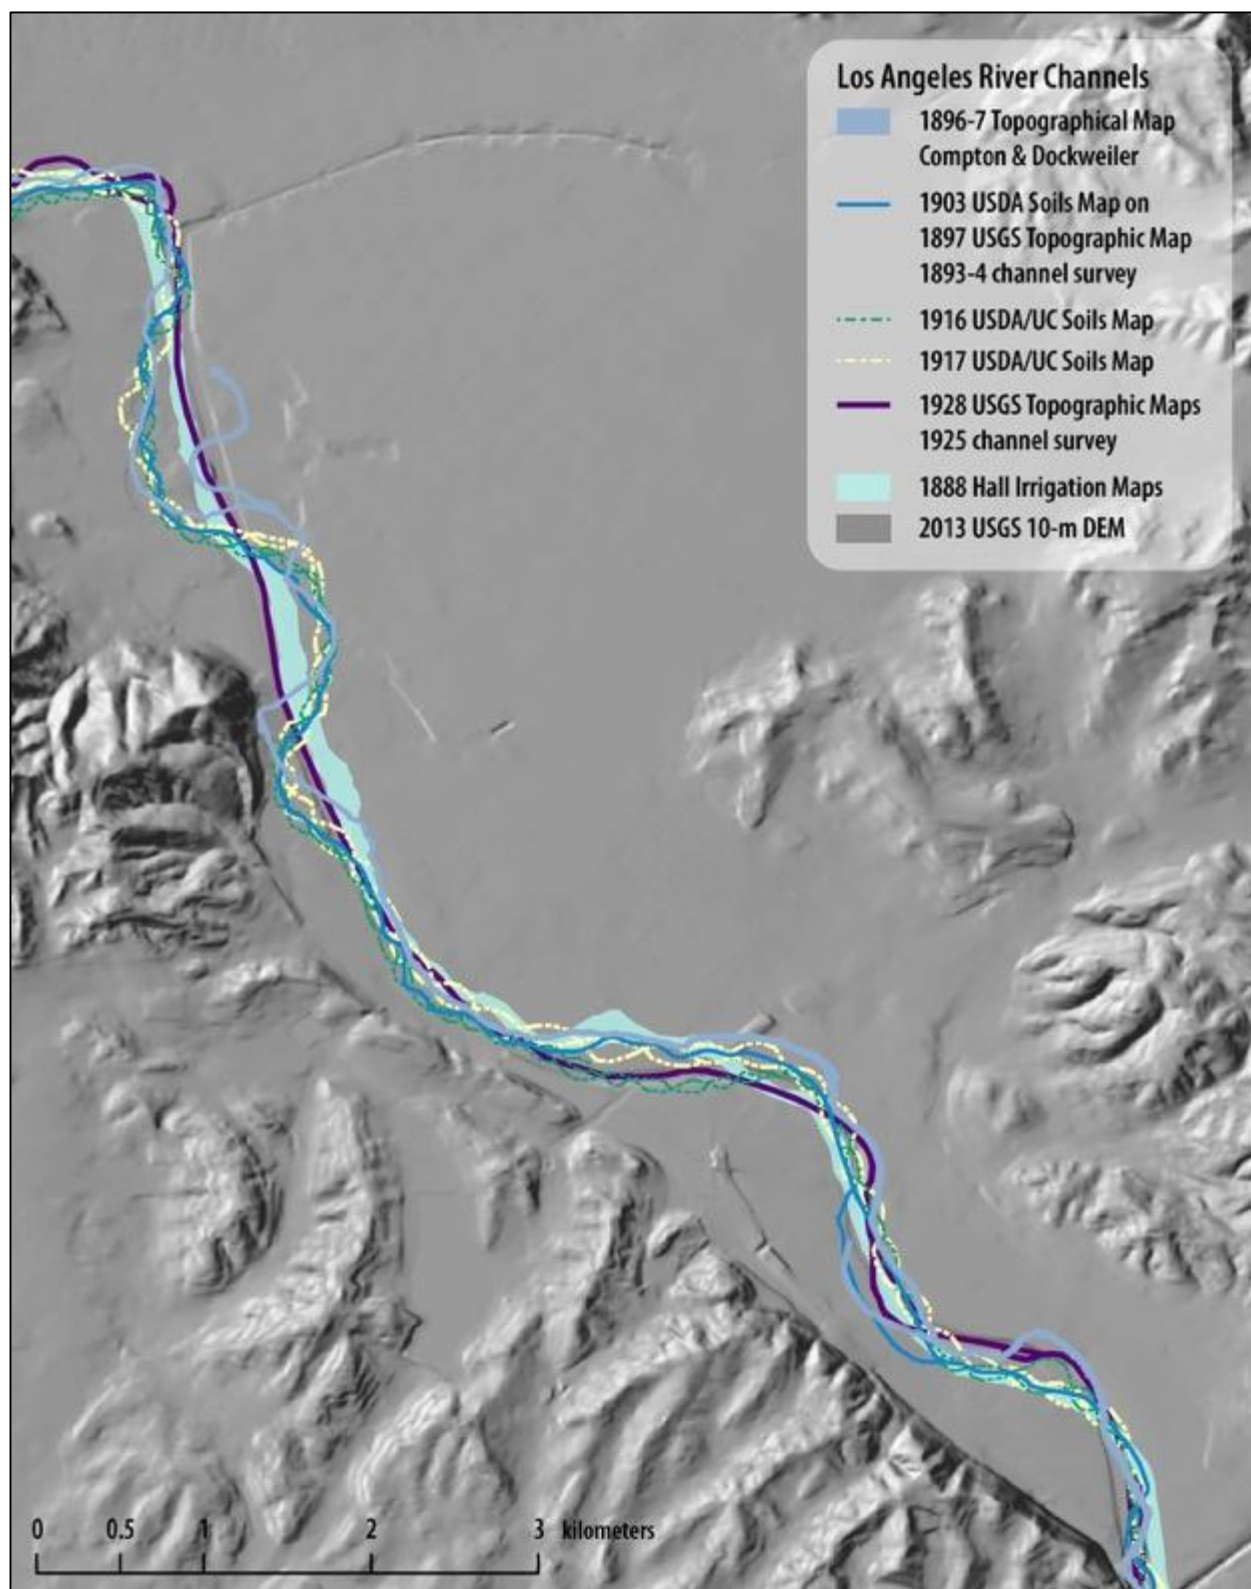 Los Angeles River Channels
1896-7 Topographical Map
Compton & Dockweiler
1903 USDA Soils Map on
1897 USGS Topographic Map
1893-4 channel survey
1916 USDA/UC Soils Map
1917 USDA/UC Soils Map
1928 USGS Topographic Maps
1925 channel survey
1888 Hall Irrigation Maps
2013 USGS 10-m DEM
0 0.5 1 2 3 kilometers